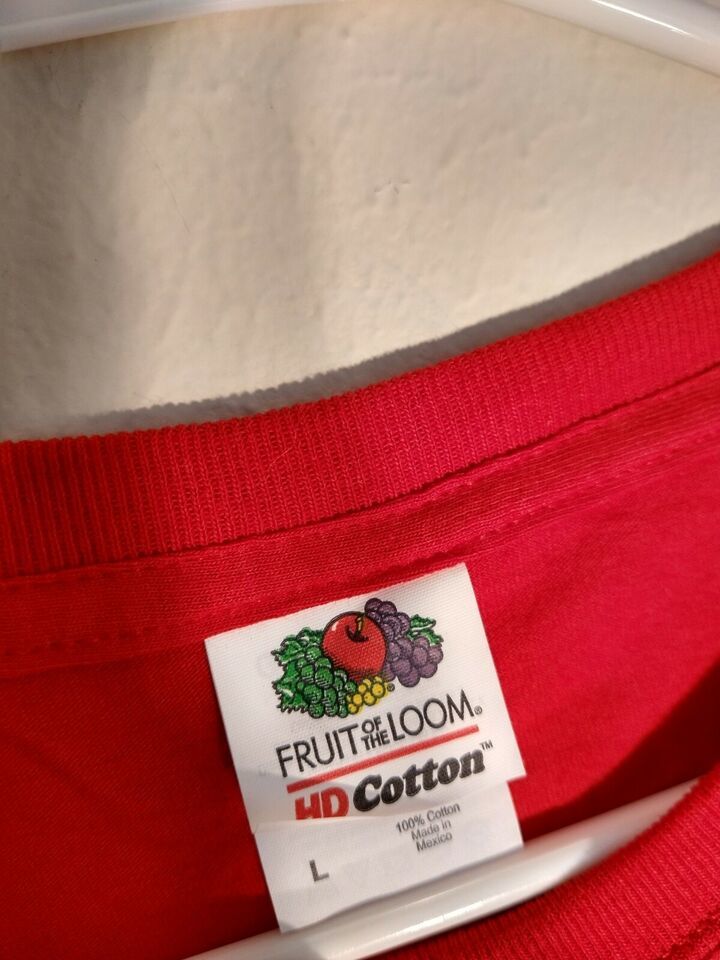 FRUIT OF THE LOOM®
HD Cotton™
100% Cotton
Made in
Mexico
L